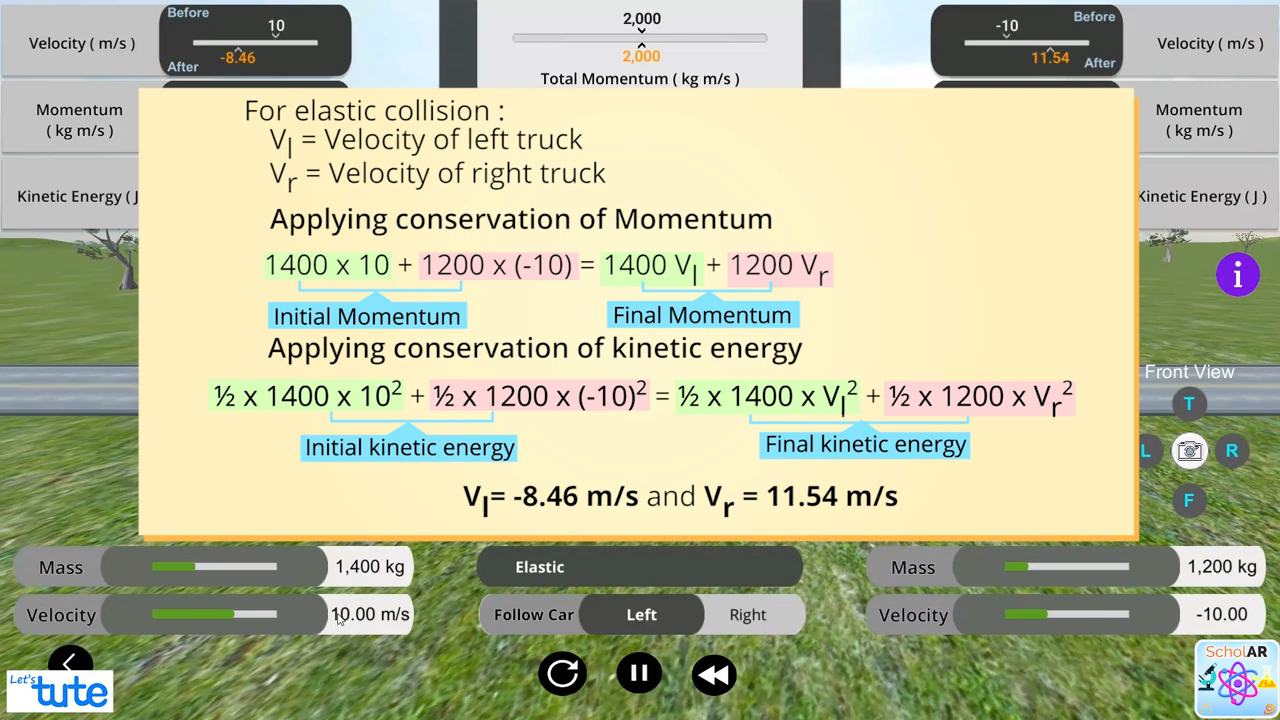 Before
10
Velocity ( m/s )
-8.46
After
2,000
2,000
Total Momentum ( kg m/s )
-10
Before
Velocity ( m/s )
11.54
After
Momentum
( kg m/s )
Momentum
( kg m/s )
Kinetic Energy ( J
Kinetic Energy ( J )
For elastic collision :
Vl = Velocity of left truck
Vr = Velocity of right truck
Applying conservation of Momentum
1400 x 10 + 1200 x (-10) = 1400 Vl + 1200 Vr
Initial Momentum
Final Momentum
Applying conservation of kinetic energy
½ x 1400 x 10² + ½ x 1200 x (-10)² = ½ x 1400 x Vl² + ½ x 1200 x Vr²
Initial kinetic energy
Final kinetic energy
Vl= -8.46 m/s and Vr = 11.54 m/s
i
Front View
T
L
R
F
Mass
1,400 kg
Elastic
Mass
1,200 kg
Velocity
10.00 m/s
Follow Car
Left
Right
Velocity
-10.00
Let's
tute
ScholAR